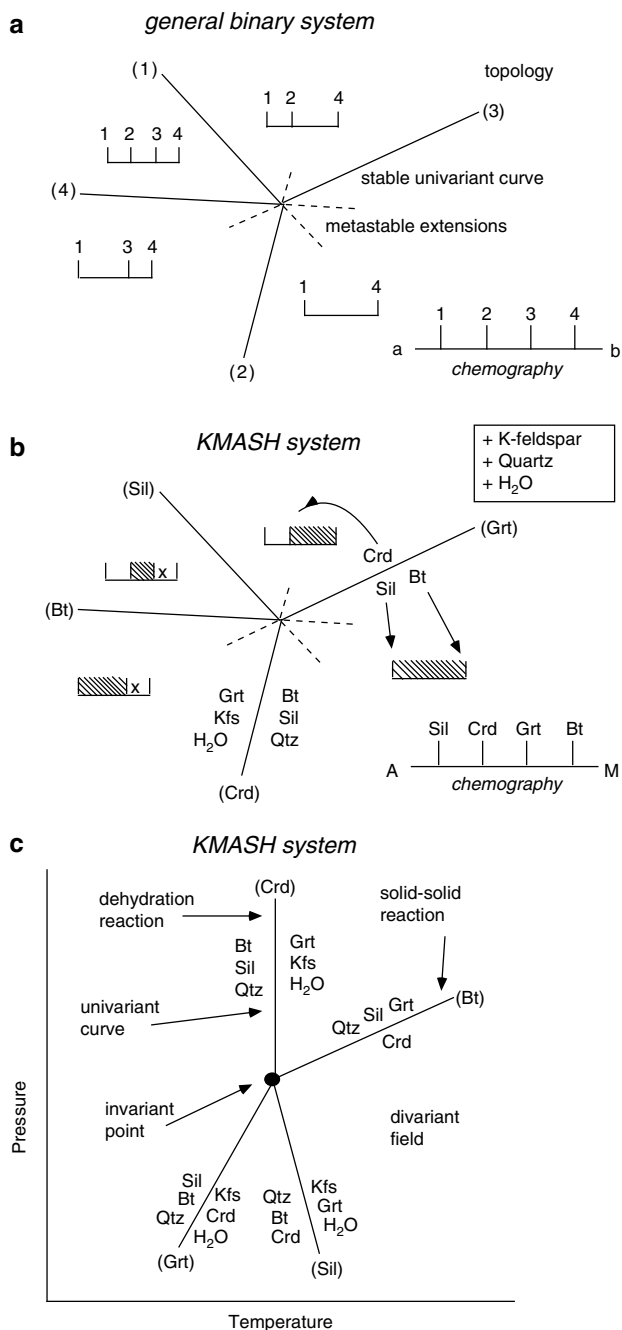 a
general binary system
(1)
topology
1 2 4
(3)
1 2 3 4
stable univariant curve
(4)
metastable extensions
1 3 4
1 4
1 2 3 4
a b
chemography
(2)
b
KMASH system
+ K-feldspar
+ Quartz
+ H2O
(Sil)
(Grt)
Crd
x
Sil Bt
(Bt)
x
Grt Bt
Kfs Sil
H2O Qtz
Sil Crd Grt Bt
A M
chemography
(Crd)
c
KMASH system
(Crd)
dehydration
reaction
solid-solid
reaction
Bt
Sil
Qtz
Grt
Kfs
H2O
univariant
curve
(Bt)
Qtz Sil Grt
Crd
invariant
point
divariant
field
Pressure
Sil
Bt
Qtz
Kfs
Crd
H2O
Qtz
Bt
Crd
Kfs
Grt
H2O
(Grt)
(Sil)
Temperature